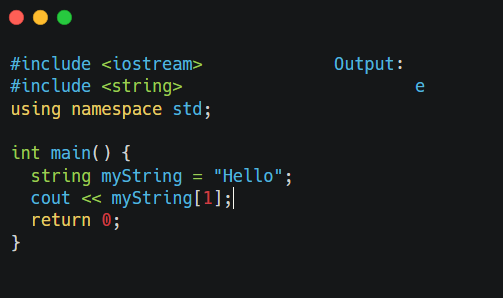 #include <iostream>
#include <string>
using namespace std;
int main() {
  string myString = "Hello";
  cout << myString[1];
  return 0;
}
Output:
e